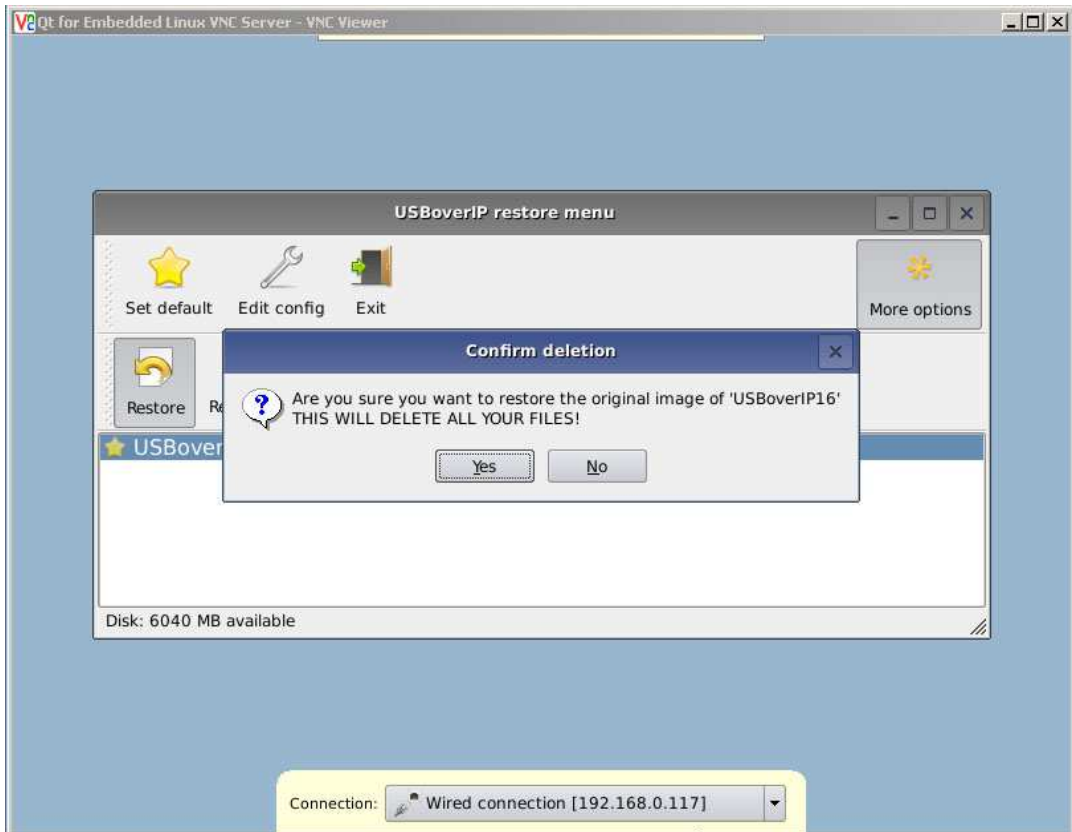 Qt for Embedded Linux VNC Server - VNC Viewer
USBoverIP restore menu
Set default
Edit config
Exit
More options
Confirm deletion
Restore
Are you sure you want to restore the original image of 'USBoverIP16'
THIS WILL DELETE ALL YOUR FILES!
Yes
No
Disk: 6040 MB available
Connection:
Wired connection [192.168.0.117]